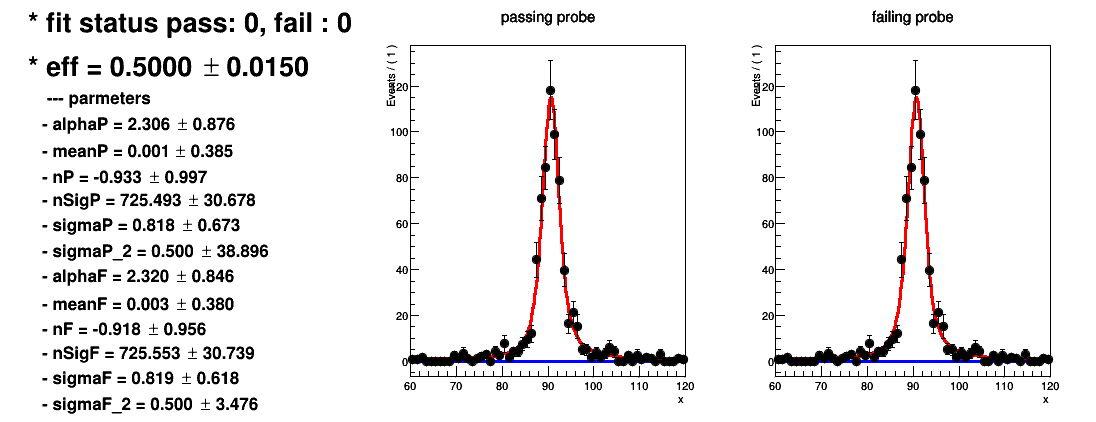 * fit status pass: 0, fail : 0
* eff = 0.5000 ± 0.0150
--- parmeters
- alphaP = 2.306 ± 0.876
- meanP = 0.001 ± 0.385
- nP = -0.933 ± 0.997
- nSigP = 725.493 ± 30.678
- sigmaP = 0.818 ± 0.673
- sigmaP_2 = 0.500 ± 38.896
- alphaF = 2.320 ± 0.846
- meanF = 0.003 ± 0.380
- nF = -0.918 ± 0.956
- nSigF = 725.553 ± 30.739
- sigmaF = 0.819 ± 0.618
- sigmaF_2 = 0.500 ± 3.476
passing probe
Events / ( 1 )
120
100
80
60
40
20
0
60 70 80 90 100 110 120
x
failing probe
Events / ( 1 )
120
100
80
60
40
20
0
60 70 80 90 100 110 120
x